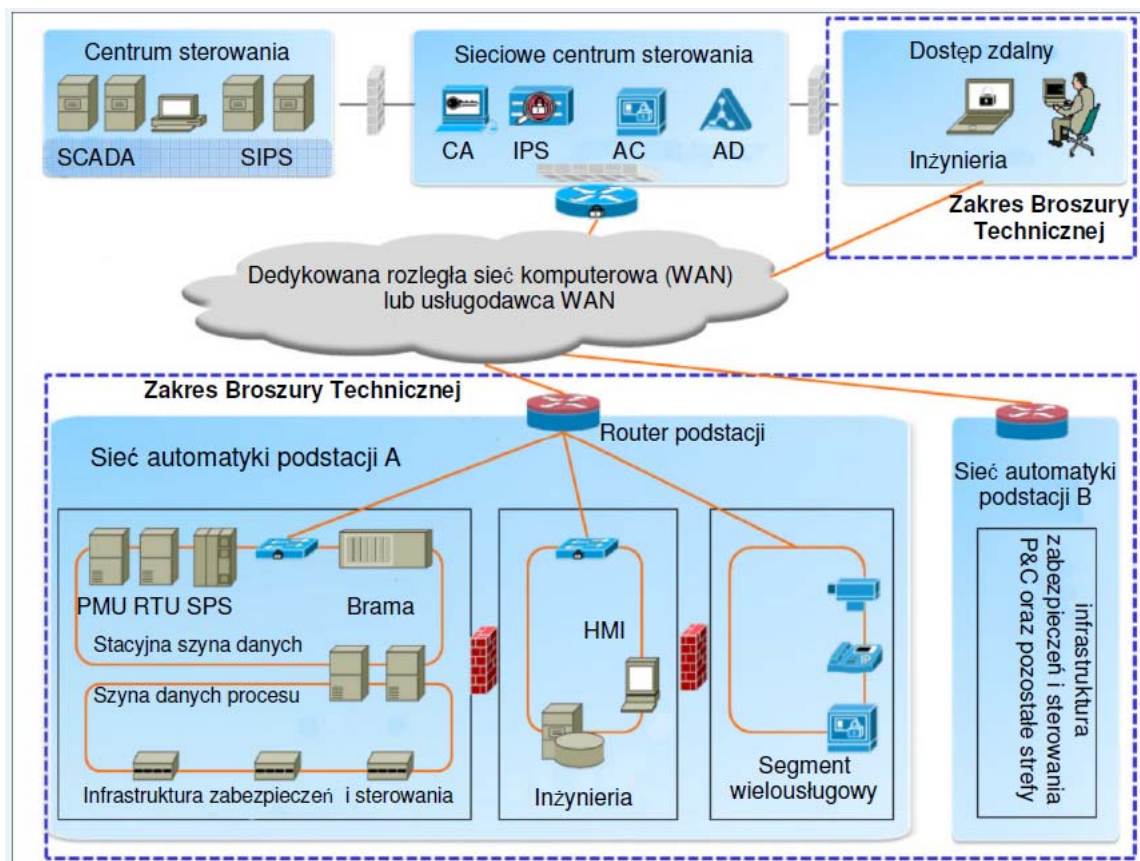 Centrum sterowania
SCADA
SIPS
Sieciowe centrum sterowania
CA
IPS
AC
AD
Dostęp zdalny
Inżynieria
Zakres Broszury
Technicznej
Dedykowana rozległa sieć komputerowa (WAN)
lub usługodawca WAN
Zakres Broszury Technicznej
Router podstacji
Sieć automatyki podstacji A
PMU RTU SPS
Brama
Stacyjna szyna danych
Szyna danych procesu
Infrastruktura zabezpieczeń i sterowania
HMI
Inżynieria
Segment
wielousługowy
Sieć automatyki
podstacji B
infrastruktura
zabezpieczeń i sterowania
P&C oraz pozostałe strefy